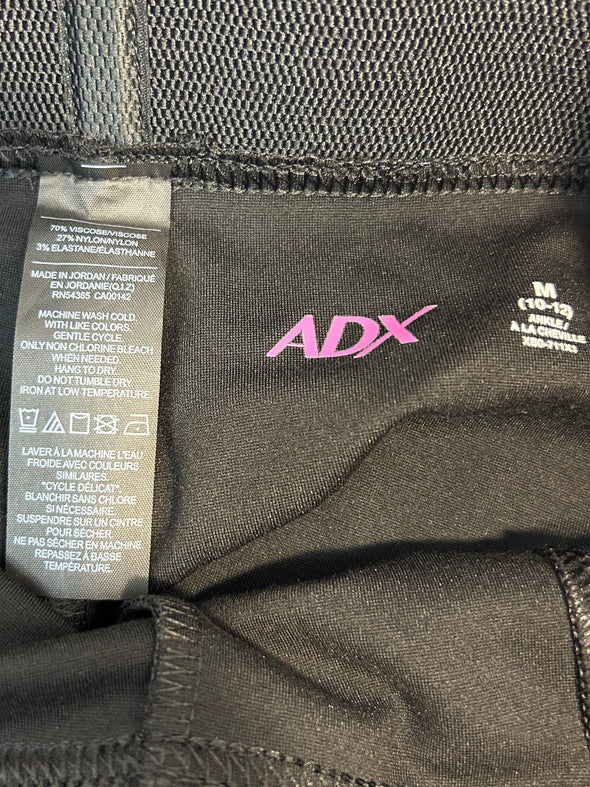 70% VISCOSE/VISCOSE
27% NYLON/NYLON
3% ELASTANE/ÉLASTHANNE
MADE IN JORDAN / FABRIQUÉ
EN JORDANIE(Q.I.Z)
RN54365 CA00142
MACHINE WASH COLD.
WITH LIKE COLORS.
GENTLE CYCLE.
ONLY NON CHLORINE BLEACH
WHEN NEEDED.
HANG TO DRY.
DO NOT TUMBLE DRY
IRON AT LOW TEMPERATURE
LAVER À LA MACHINE L'EAU
FROIDE AVEC COULEURS
SIMILAIRES.
"CYCLE DÉLICAT."
BLANCHIR SANS CHLORE
SI NÉCESSAIRE.
SUSPENDRE SUR UN CINTRE
POUR SÉCHER
NE PAS SÉCHER EN MACHINE
REPASSEZ À BASSE
TEMPÉRATURE.
ADX
M
(10-12)
ANKLE/
À LA CHEVILLE